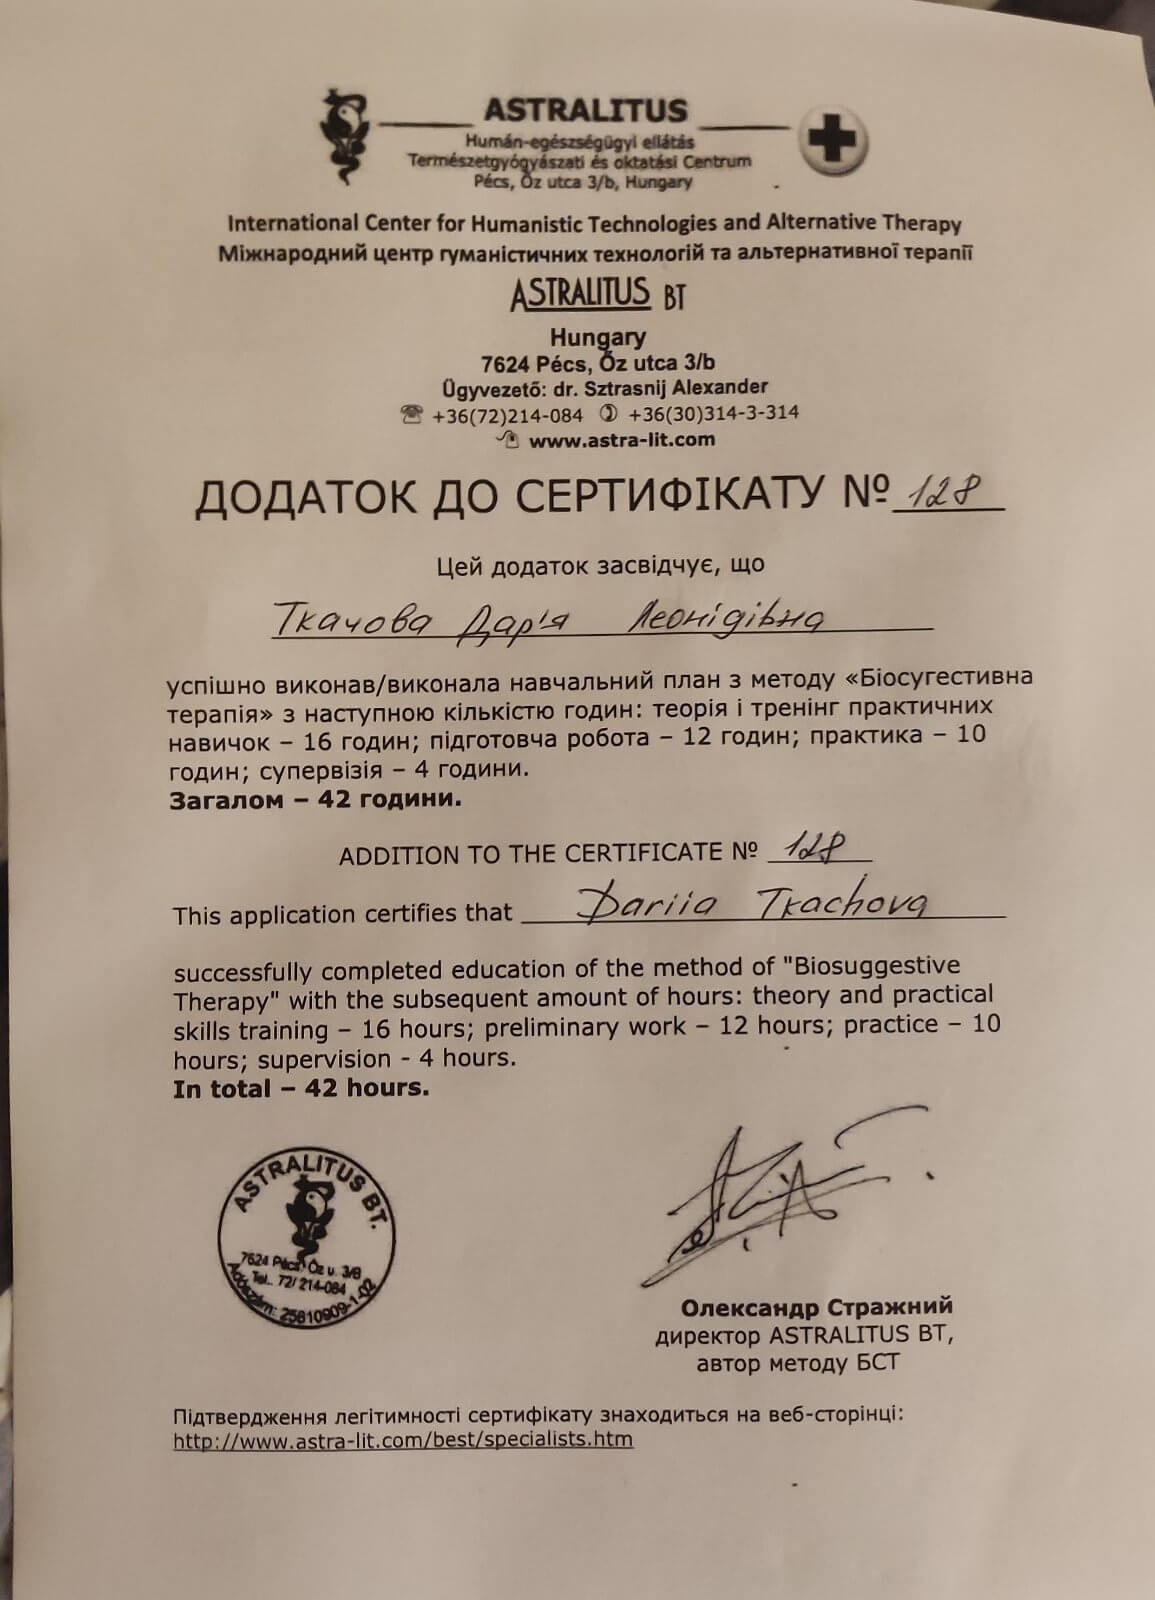 ASTRALITUS
Humán-egészségügyi ellátás
Természetgyógyászati és oktatási Centrum
Pécs, Őz utca 3/b, Hungary
International Center for Humanistic Technologies and Alternative Therapy
Міжнародний центр гуманістичних технологій та альтернативної терапії
ASTRALITUS BT
Hungary
7624 Pécs, Őz utca 3/b
Ügyvezető: dr. Sztrasnij Alexander
+36(72)214-084 +36(30)314-3-314
www.astra-lit.com
ДОДАТОК ДО СЕРТИФІКАТУ № 128
Цей додаток засвідчує, що
Ткачова Дар'я Леонідівна
успішно виконав/виконала навчальний план з методу «Біосугестивна
терапія» з наступною кількістю годин: теорія і тренінг практичних
навичок – 16 годин; підготовча робота – 12 годин; практика – 10
годин; супервізія – 4 години.
Загалом – 42 години.
ADDITION TO THE CERTIFICATE № 128
This application certifies that Dariia Tkachova
successfully completed education of the method of "Biosuggestive
Therapy" with the subsequent amount of hours: theory and practical
skills training – 16 hours; preliminary work – 12 hours; practice – 10
hours; supervision - 4 hours.
In total – 42 hours.
ASTRALITUS BT.
7624 Pécs, Őz u. 3/B
Tel.. 72/ 214-084
Adószám: 25810909-1-02
Олександр Стражний
директор ASTRALITUS BT,
автор методу БСТ
Підтвердження легітимності сертифікату знаходиться на веб-сторінці:
http://www.astra-lit.com/best/specialists.htm